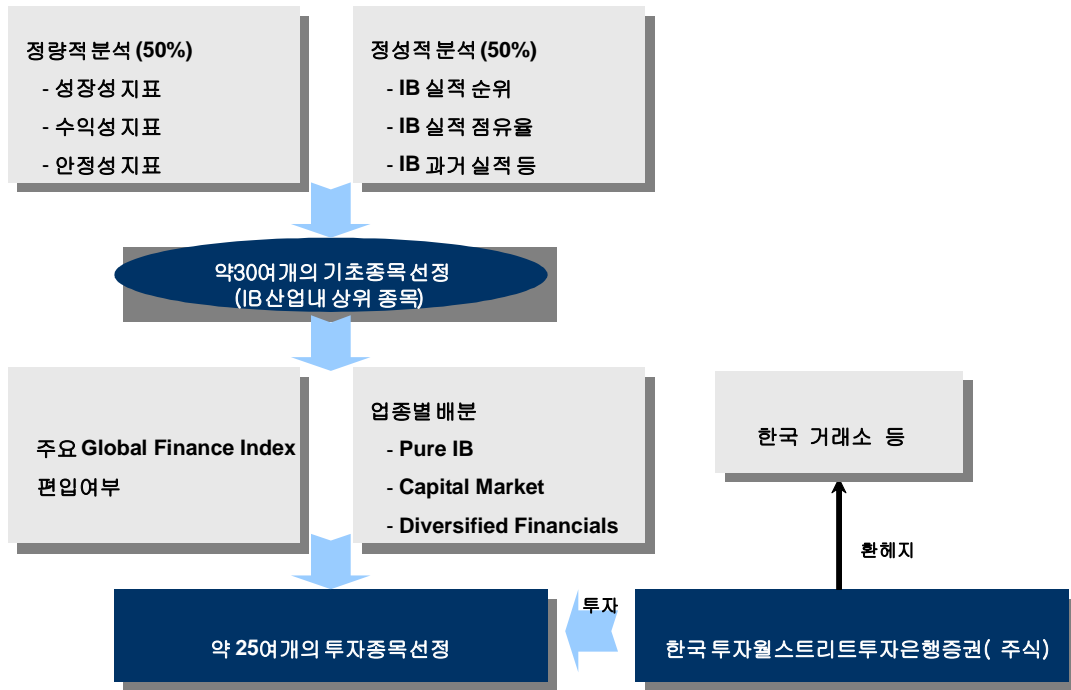 정량적 분석 (50%)
- 성장성 지표
- 수익성 지표
- 안정성 지표
정성적 분석 (50%)
- IB 실적 순위
- IB 실적 점유율
- IB 과거 실적 등
약30여개의 기초종목 선정
(IB 산업내 상위 종목)
주요 Global Finance Index
편입여부
업종별 배분
- Pure IB
- Capital Market
- Diversified Financials
한국 거래소 등
환헤지
약 25여개의 투자종목 선정
투자
한국 투자월스트리트투자은행증권( 주식)